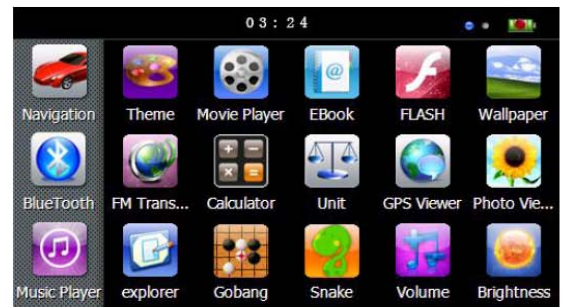 03:24
Navigation Theme Movie Player EBook FLASH Wallpaper
BlueTooth FM Trans... Calculator Unit GPS Viewer Photo Vie...
Music Player explorer Gobang Snake Volume Brightness